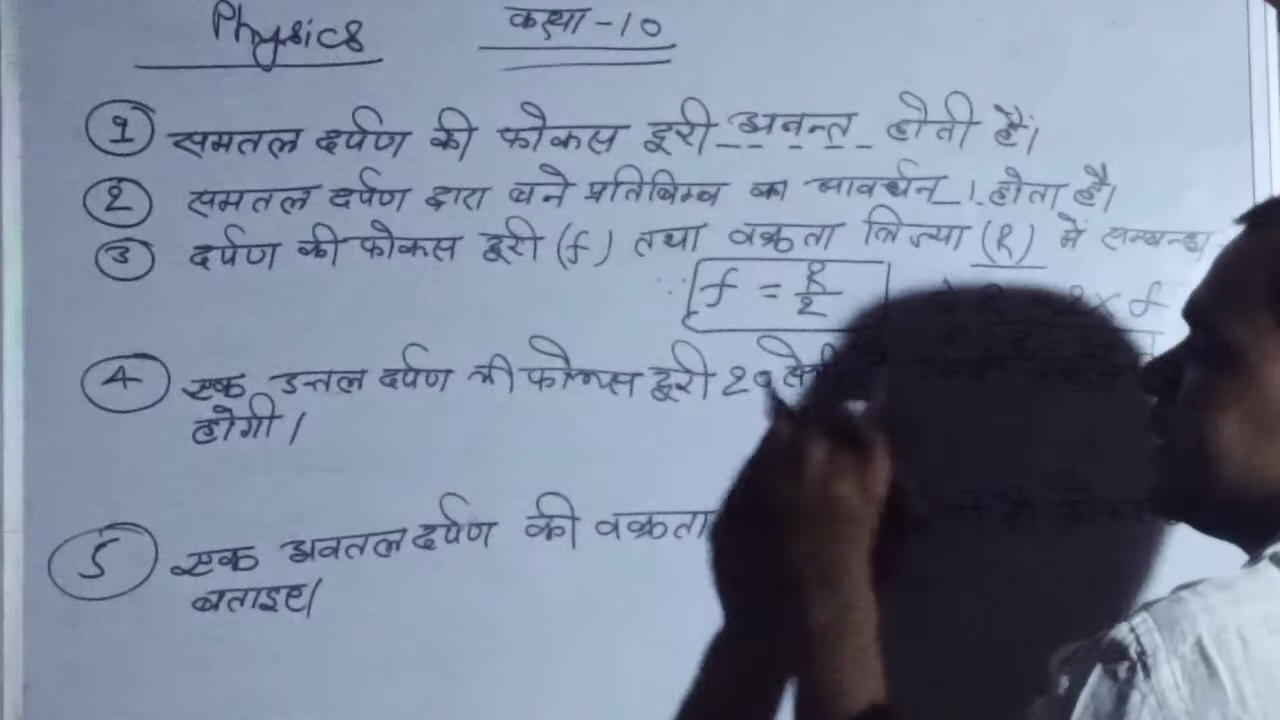 Physics कक्षा - 10
① समतल दर्पण की फोकस दूरी अनन्त होती है।
② समतल दर्पण द्वारा बने प्रतिबिम्ब का आवर्धन 1 होता है।
③ दर्पण की फोकस दूरी (f) तथा वक्रता त्रिज्या (R) में सम्बन्ध
∴ f = R/2 × f
④ एक उत्तल दर्पण की फोकस दूरी 20 सेमी
होगी।
⑤ एक अवतल दर्पण की वक्रता
बताइए।